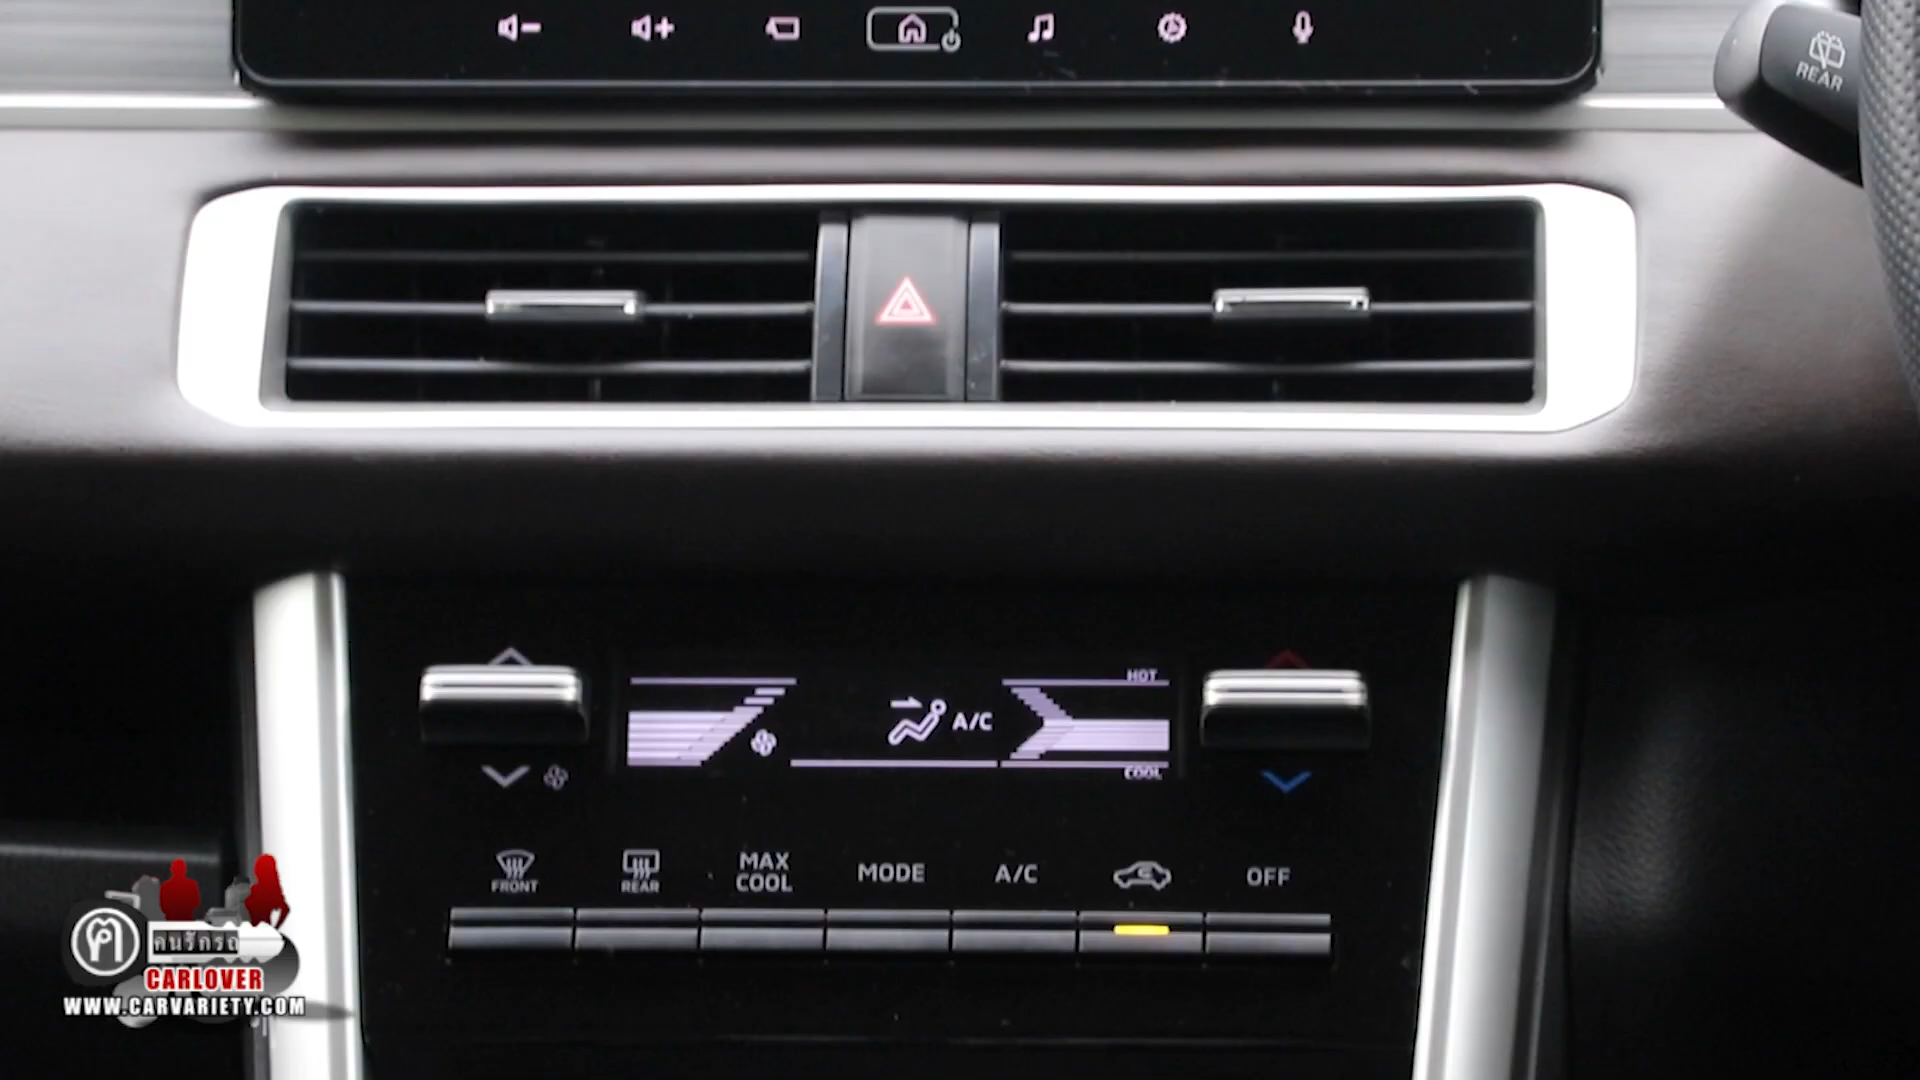 REAR
HOT
A/C
COOL
FRONT
REAR
MAX
COOL
MODE
A/C
OFF
ค
คนรักรถ
CARLOVER
WWW.CARVARIETY.COM